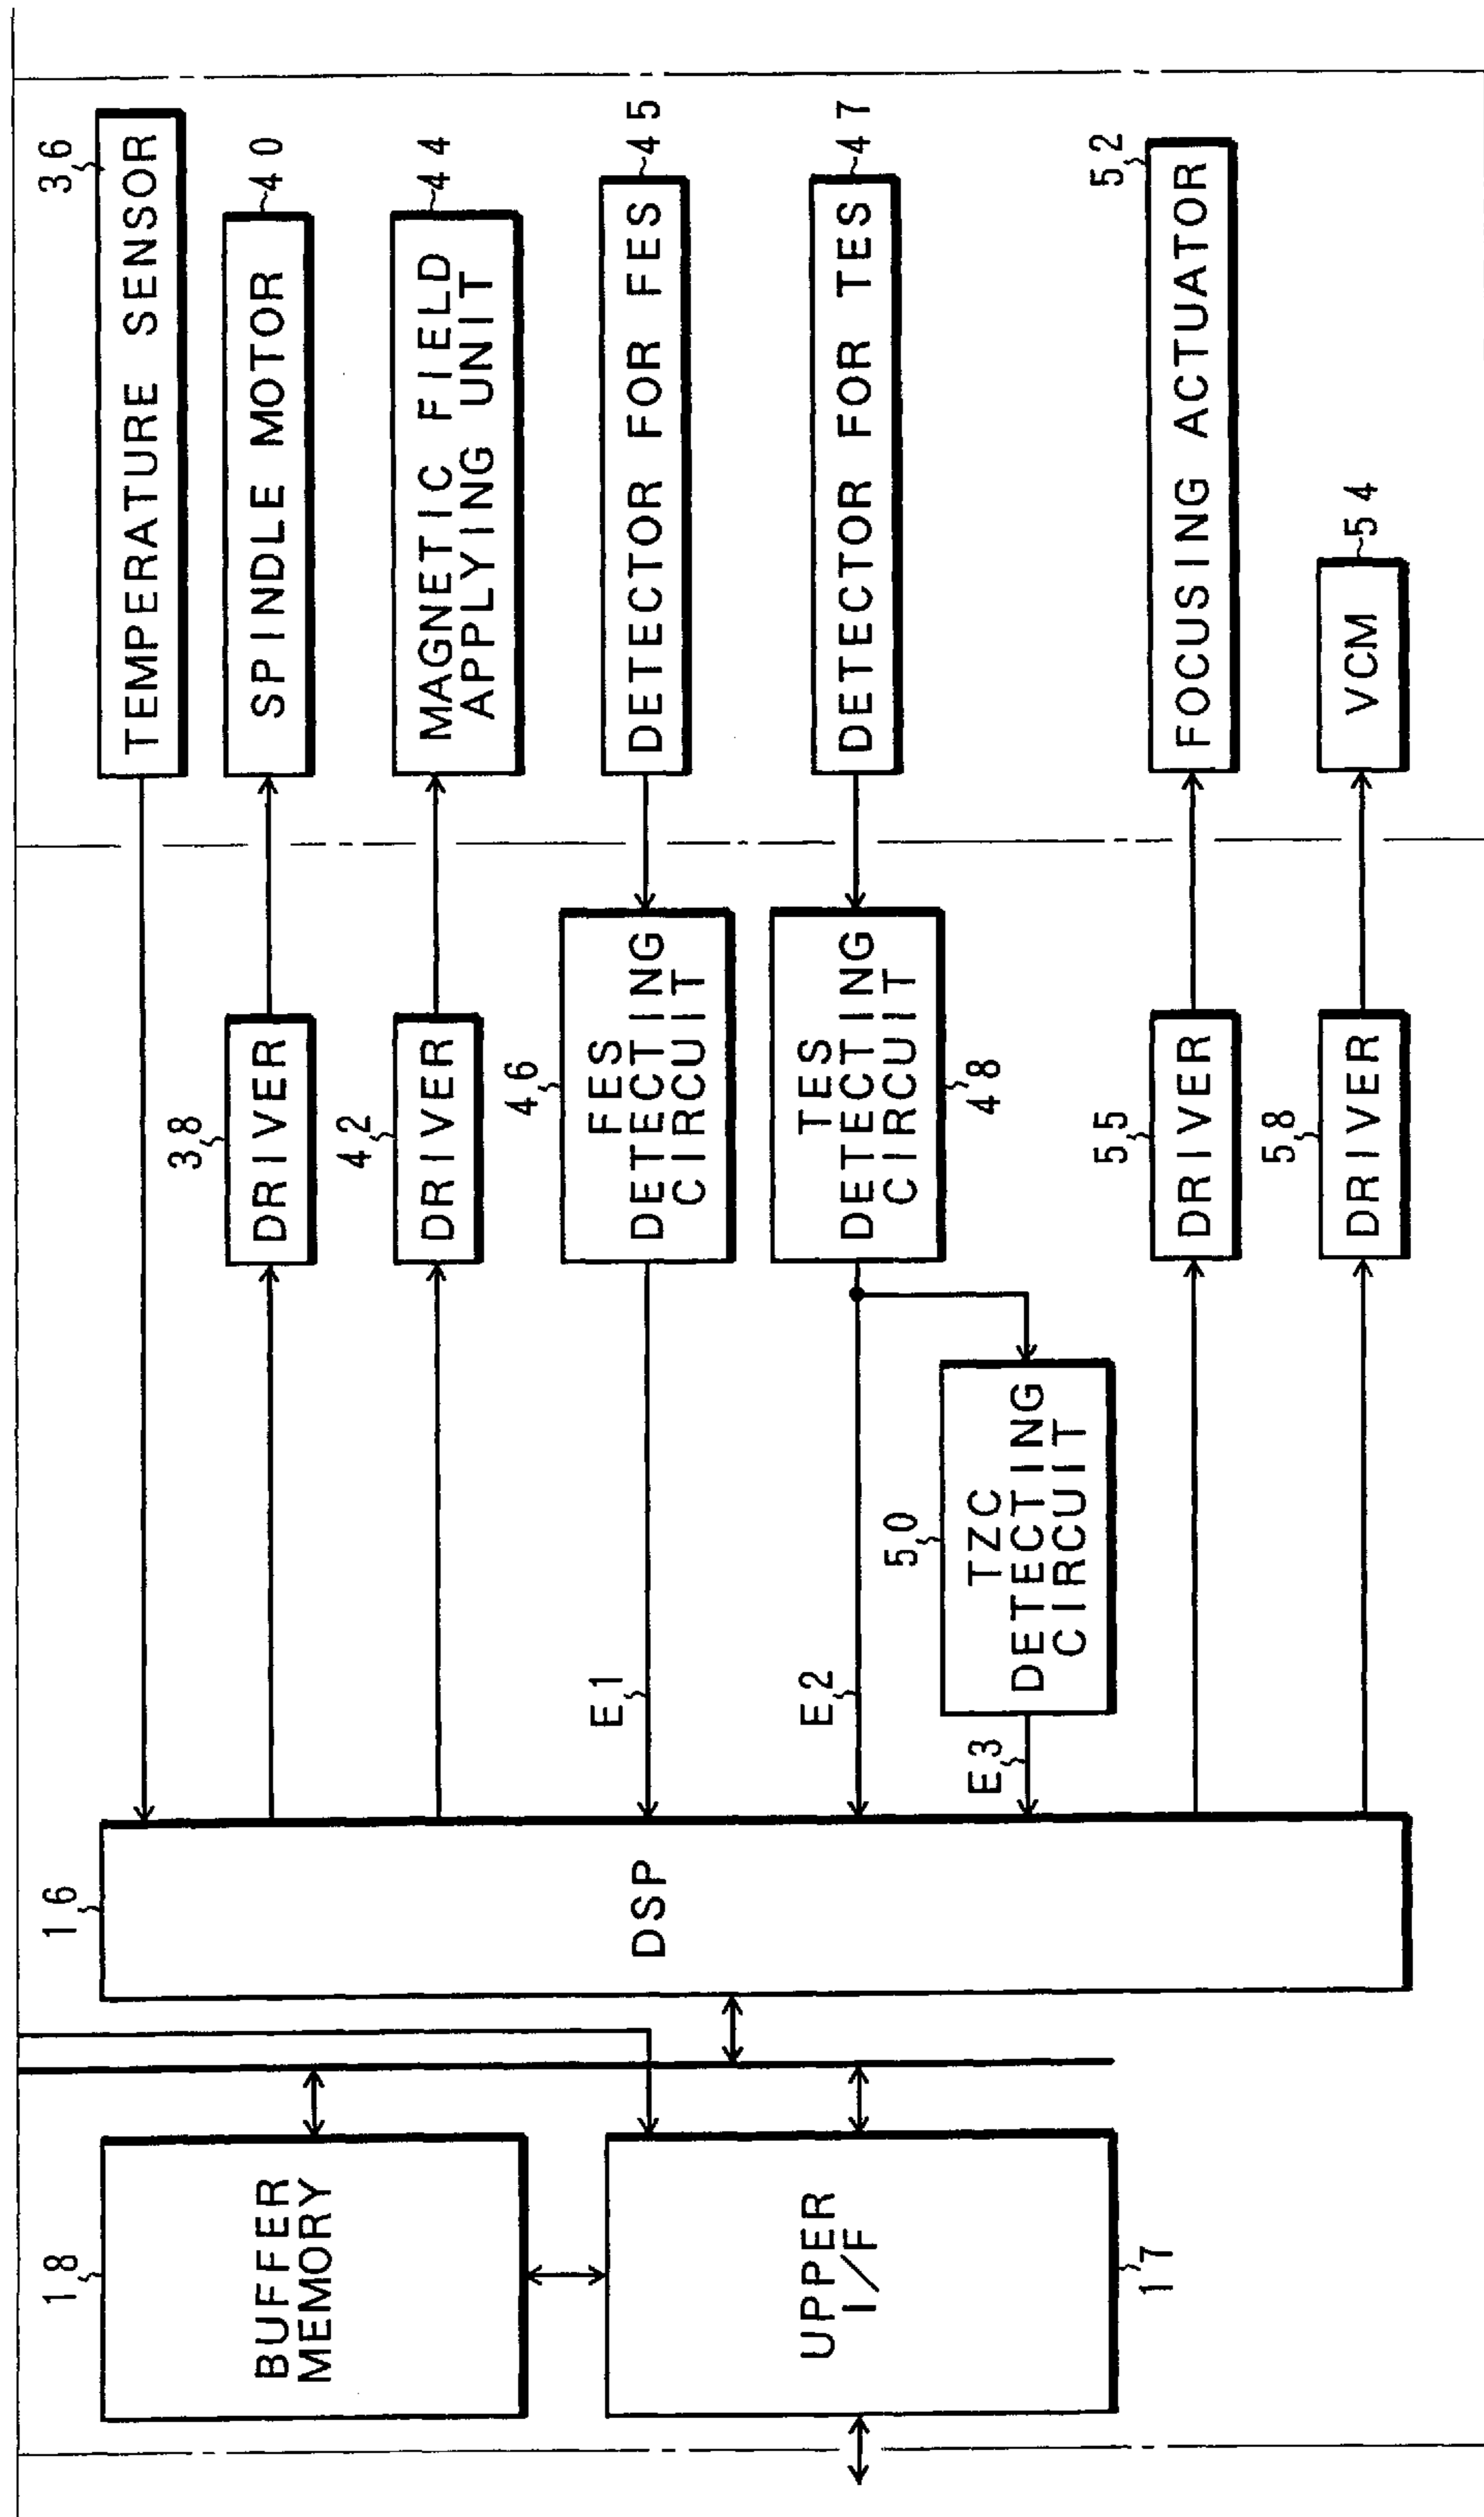 36
TEMPERATURE SENSOR
38
DRIVER
SPINDLE MOTOR
40
42
DRIVER
MAGNETIC FIELD
APPLYING UNIT
44
18
BUFFER
MEMORY
16
DSP
E1
46
FES
DETECTING
CIRCUIT
DETECTOR FOR FES
45
UPPER
I/F
17
E2
TES
DETECTING
CIRCUIT
48
DETECTOR FOR TES
47
E3
50
TZC
DETECTING
CIRCUIT
55
DRIVER
52
FOCUSING ACTUATOR
58
DRIVER
VCM
54